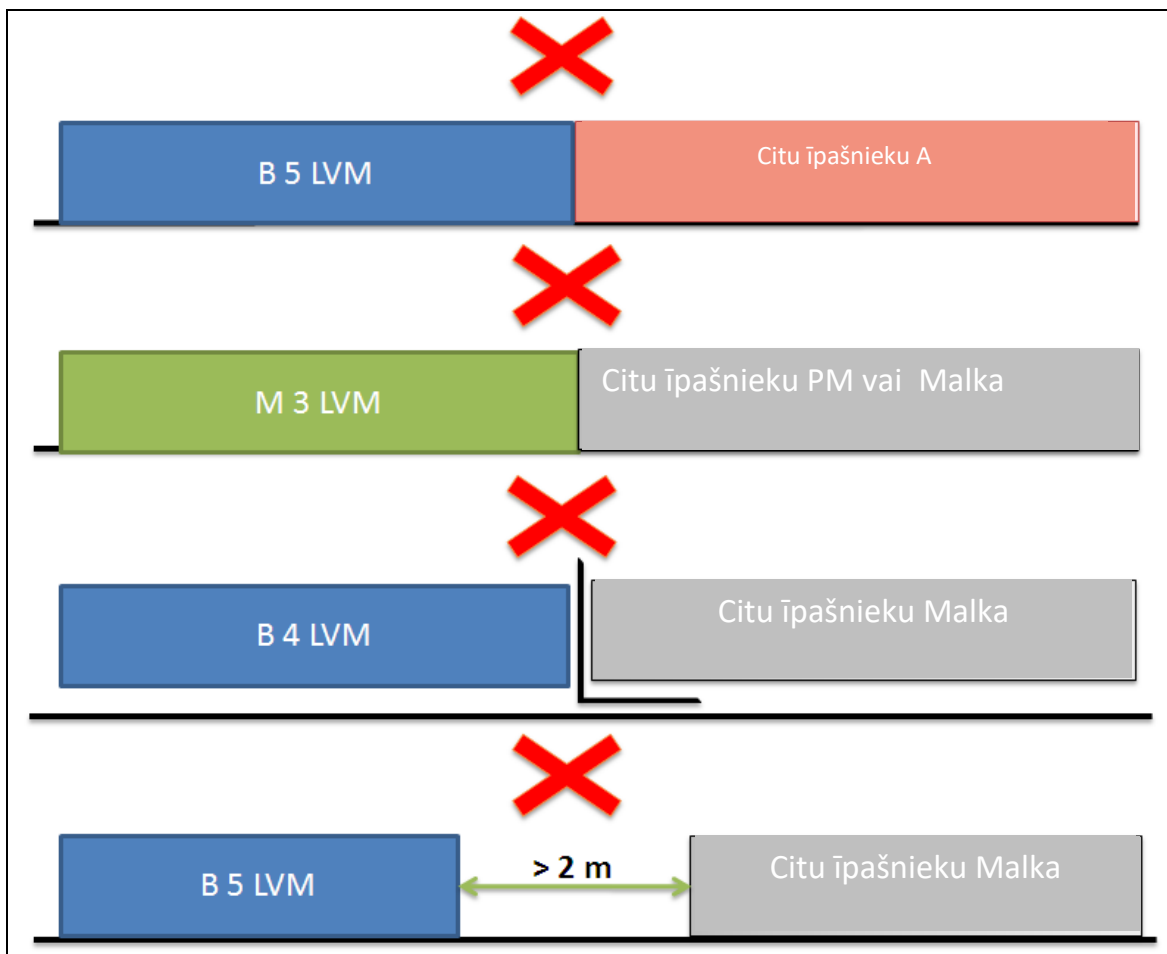 B 5 LVM
Citu īpašnieku A
M 3 LVM
Citu īpašnieku PM vai Malka
B 4 LVM
Citu īpašnieku Malka
B 5 LVM
> 2 m
Citu īpašnieku Malka